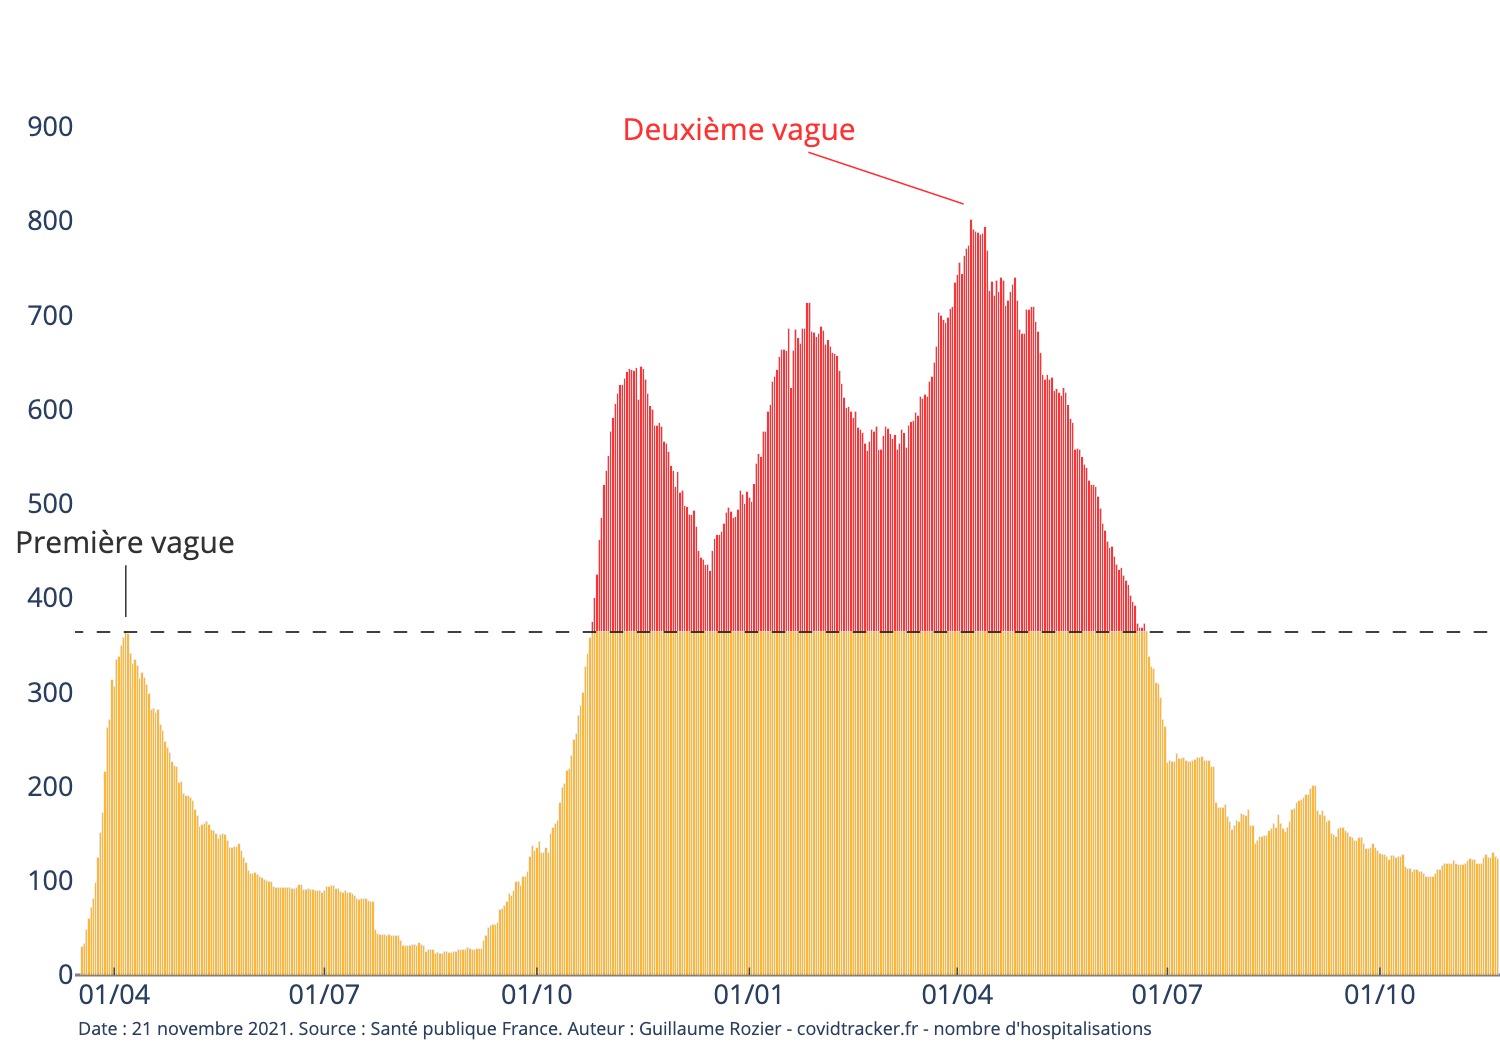 900
Deuxième vague
800
700
600
500
Première vague
400
300
200
100
0
01/04 01/07 01/10 01/01 01/04 01/07 01/10
Date : 21 novembre 2021. Source : Santé publique France. Auteur : Guillaume Rozier - covidtracker.fr - nombre d'hospitalisations